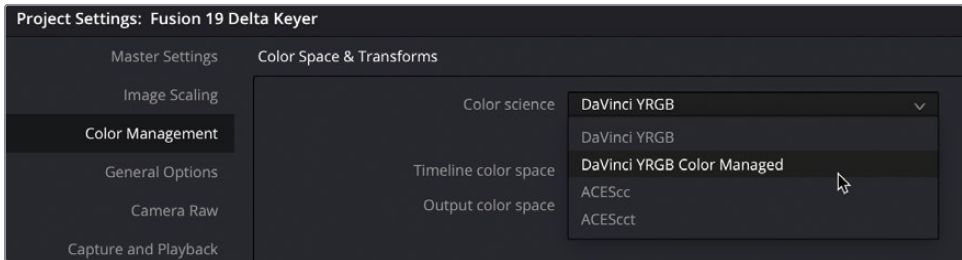 Project Settings: Fusion 19 Delta Keyer
Master Settings
Image Scaling
Color Management
General Options
Camera Raw
Capture and Playback
Color Space & Transforms
Color science DaVinci YRGB
DaVinci YRGB
DaVinci YRGB Color Managed
ACEScc
ACEScct
Timeline color space
Output color space